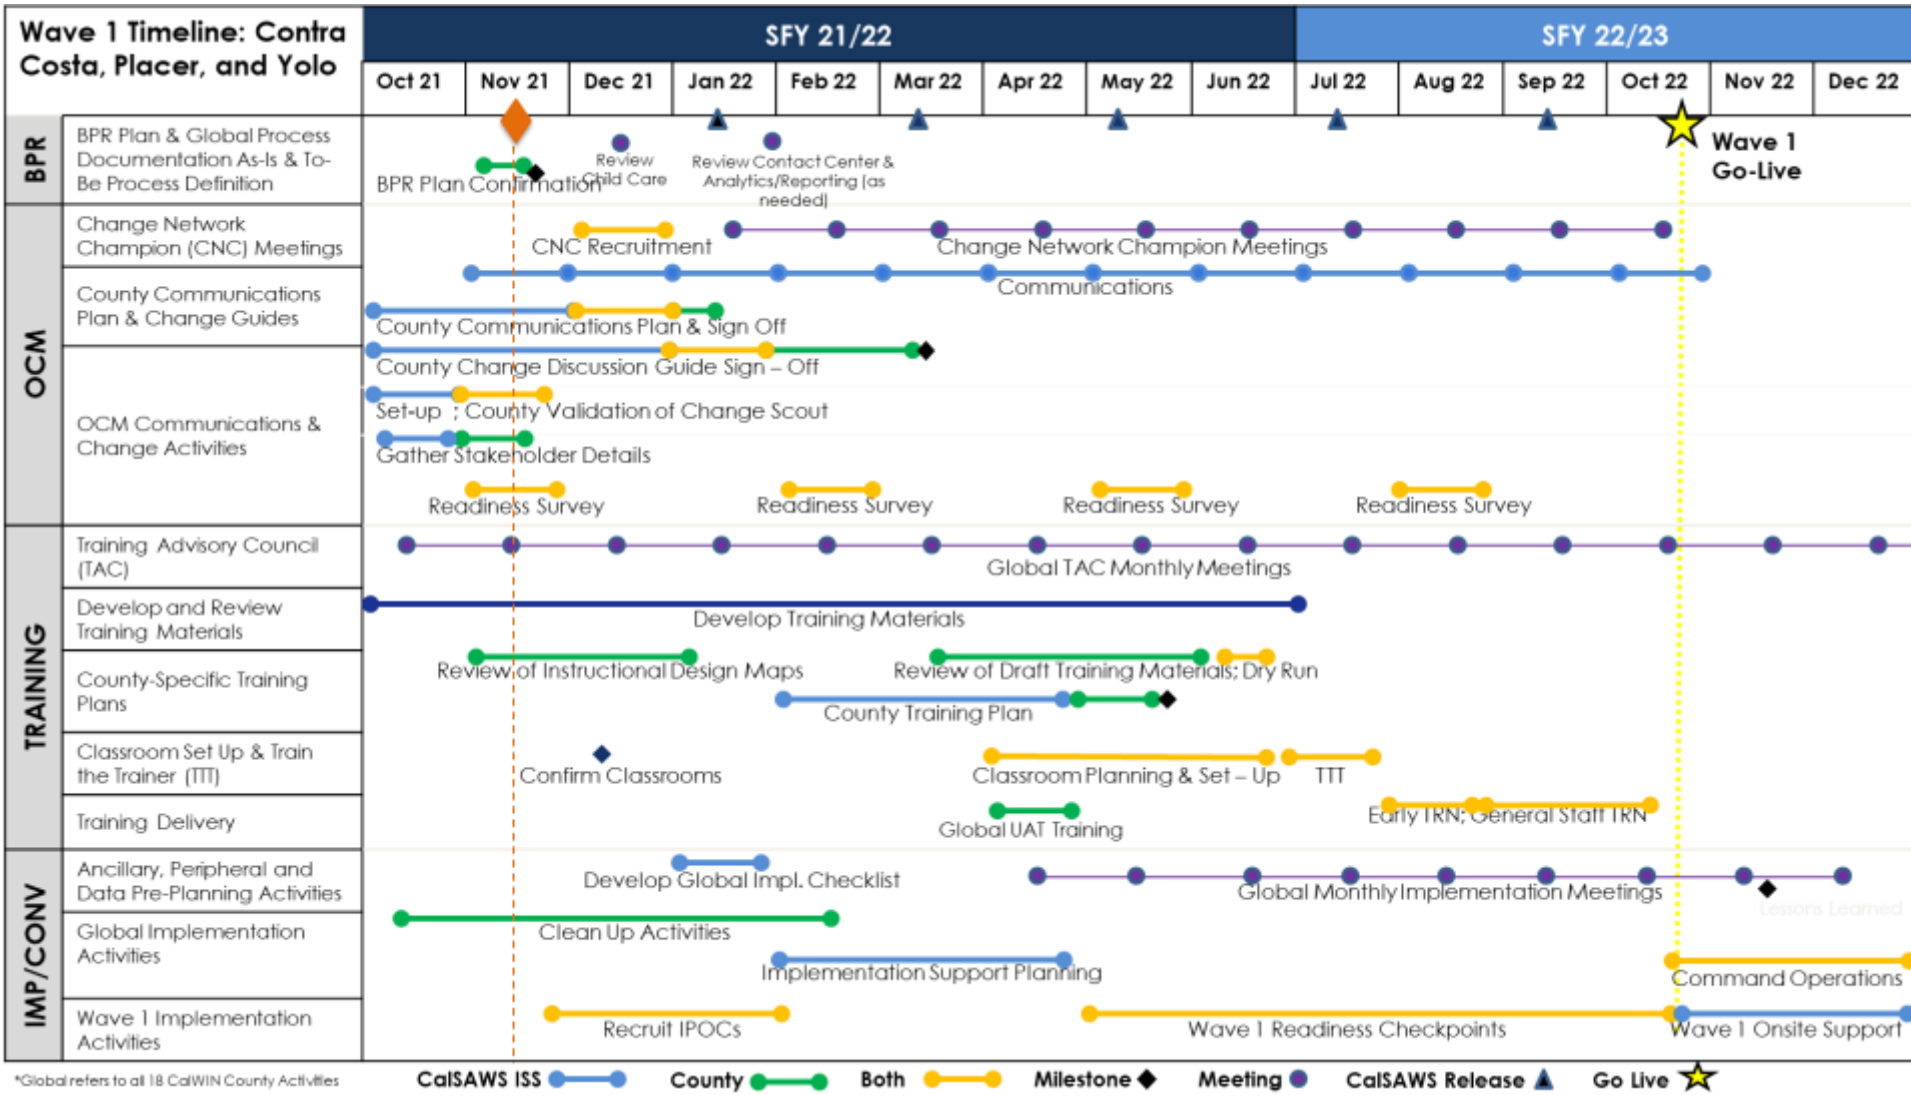 Wave 1 Timeline: Contra
Costa, Placer, and Yolo
SFY 21/22
SFY 22/23
Oct 21
Nov 21
Dec 21
Jan 22
Feb 22
Mar 22
Apr 22
May 22
Jun 22
Jul 22
Aug 22
Sep 22
Oct 22
Nov 22
Dec 22
BPR
BPR Plan & Global Process
Documentation As-Is & To-
Be Process Definition
BPR Plan Confirmation
Review
Child Care
Review Contact Center &
Analytics/Reporting (as
needed)
Wave 1
Go-Live
OCM
Change Network
Champion (CNC) Meetings
CNC Recruitment
Change Network Champion Meetings
County Communications
Plan & Change Guides
Communications
County Communications Plan & Sign Off
OCM Communications &
Change Activities
County Change Discussion Guide Sign – Off
Set-up ; County Validation of Change Scout
Gather Stakeholder Details
Readiness Survey
Readiness Survey
Readiness Survey
Readiness Survey
TRAINING
Training Advisory Council
(TAC)
Global TAC Monthly Meetings
Develop and Review
Training Materials
Develop Training Materials
County-Specific Training
Plans
Review of Instructional Design Maps
Review of Draft Training Materials; Dry Run
County Training Plan
Classroom Set Up & Train
the Trainer (TTT)
Confirm Classrooms
Classroom Planning & Set – Up
TTT
Training Delivery
Global UAT Training
Early TRN; General Staff TRN
IMP/CONV
Ancillary, Peripheral and
Data Pre-Planning Activities
Develop Global Impl. Checklist
Global Monthly Implementation Meetings
Lessons Learned
Global Implementation
Activities
Clean Up Activities
Implementation Support Planning
Command Operations
Wave 1 Implementation
Activities
Recruit IPOCs
Wave 1 Readiness Checkpoints
Wave 1 Onsite Support
*Global refers to all 18 CalWIN County Activities
CalSAWS ISS
County
Both
Milestone
Meeting
CalSAWS Release
Go Live